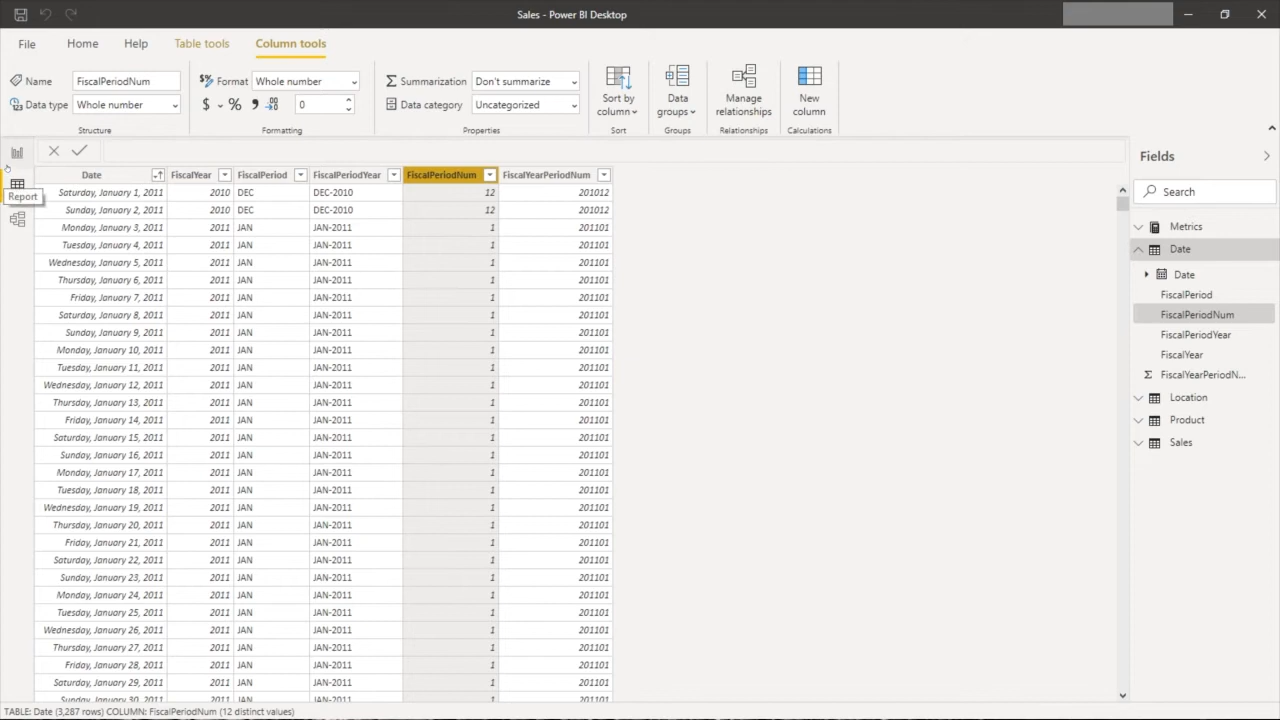 Sales - Power BI Desktop
File Home Help Table tools Column tools
Name FiscalPeriodNum
Data type Whole number
Structure
Format Whole number
$ % 0
Formatting
Summarization Don't summarize
Data category Uncategorized
Properties
Sort by
column
Sort
Data
groups
Groups
Manage
relationships
Relationships
New
column
Calculations
Report
Date FiscalYear FiscalPeriod FiscalPeriodYear FiscalPeriodNum FiscalYearPeriodNum
Saturday, January 1, 2011 2010 DEC DEC-2010 12 201012
Sunday, January 2, 2011 2010 DEC DEC-2010 12 201012
Monday, January 3, 2011 2011 JAN JAN-2011 1 201101
Tuesday, January 4, 2011 2011 JAN JAN-2011 1 201101
Wednesday, January 5, 2011 2011 JAN JAN-2011 1 201101
Thursday, January 6, 2011 2011 JAN JAN-2011 1 201101
Friday, January 7, 2011 2011 JAN JAN-2011 1 201101
Saturday, January 8, 2011 2011 JAN JAN-2011 1 201101
Sunday, January 9, 2011 2011 JAN JAN-2011 1 201101
Monday, January 10, 2011 2011 JAN JAN-2011 1 201101
Tuesday, January 11, 2011 2011 JAN JAN-2011 1 201101
Wednesday, January 12, 2011 2011 JAN JAN-2011 1 201101
Thursday, January 13, 2011 2011 JAN JAN-2011 1 201101
Friday, January 14, 2011 2011 JAN JAN-2011 1 201101
Saturday, January 15, 2011 2011 JAN JAN-2011 1 201101
Sunday, January 16, 2011 2011 JAN JAN-2011 1 201101
Monday, January 17, 2011 2011 JAN JAN-2011 1 201101
Tuesday, January 18, 2011 2011 JAN JAN-2011 1 201101
Wednesday, January 19, 2011 2011 JAN JAN-2011 1 201101
Thursday, January 20, 2011 2011 JAN JAN-2011 1 201101
Friday, January 21, 2011 2011 JAN JAN-2011 1 201101
Saturday, January 22, 2011 2011 JAN JAN-2011 1 201101
Sunday, January 23, 2011 2011 JAN JAN-2011 1 201101
Monday, January 24, 2011 2011 JAN JAN-2011 1 201101
Tuesday, January 25, 2011 2011 JAN JAN-2011 1 201101
Wednesday, January 26, 2011 2011 JAN JAN-2011 1 201101
Thursday, January 27, 2011 2011 JAN JAN-2011 1 201101
Friday, January 28, 2011 2011 JAN JAN-2011 1 201101
Saturday, January 29, 2011 2011 JAN JAN-2011 1 201101
Sunday, January 30, 2011 2011 JAN JAN-2011 1 201101
Fields
Search
Metrics
Date
Date
FiscalPeriod
FiscalPeriodNum
FiscalPeriodYear
FiscalYear
Σ FiscalYearPeriodN...
Location
Product
Sales
TABLE: Date (3,287 rows) COLUMN: FiscalPeriodNum (12 distinct values)